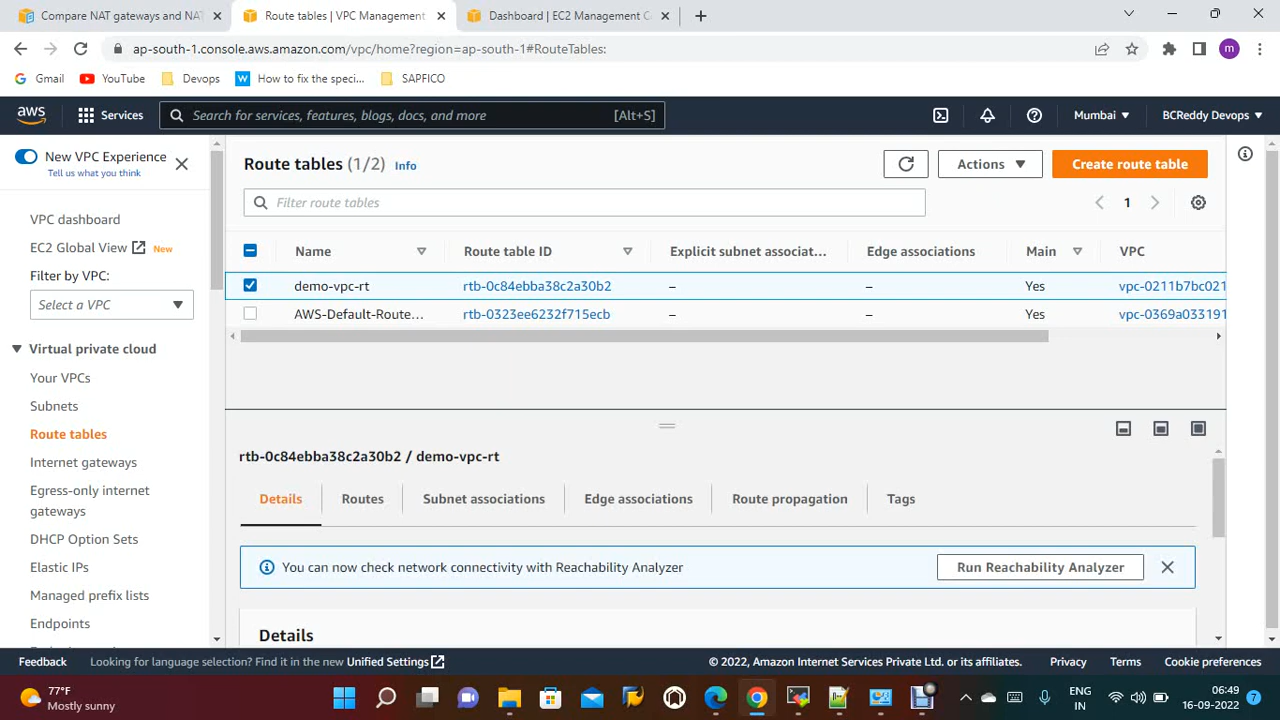 Compare NAT gateways and NAT
Route tables | VPC Management
Dashboard | EC2 Management C
ap-south-1.console.aws.amazon.com/vpc/home?region=ap-south-1#RouteTables:
m
Gmail
YouTube
Devops
How to fix the speci...
SAPFICO
aws
Services
Search for services, features, blogs, docs, and more
[Alt+S]
Mumbai
BCReddy Devops
New VPC Experience
Tell us what you think
VPC dashboard
EC2 Global View
New
Filter by VPC:
Select a VPC
Virtual private cloud
Your VPCs
Subnets
Route tables
Internet gateways
Egress-only internet
gateways
DHCP Option Sets
Elastic IPs
Managed prefix lists
Endpoints
Route tables (1/2)
Info
Actions
Create route table
Filter route tables
1
Name
Route table ID
Explicit subnet associat...
Edge associations
Main
VPC
demo-vpc-rt
rtb-0c84ebba38c2a30b2
–
–
Yes
vpc-0211b7bc021
AWS-Default-Route...
rtb-0323ee6232f715ecb
–
–
Yes
vpc-0369a033191
rtb-0c84ebba38c2a30b2 / demo-vpc-rt
Details
Routes
Subnet associations
Edge associations
Route propagation
Tags
You can now check network connectivity with Reachability Analyzer
Run Reachability Analyzer
Details
Feedback
Looking for language selection? Find it in the new Unified Settings
© 2022, Amazon Internet Services Private Ltd. or its affiliates.
Privacy
Terms
Cookie preferences
77°F
Mostly sunny
ENG
IN
06:49
16-09-2022
7